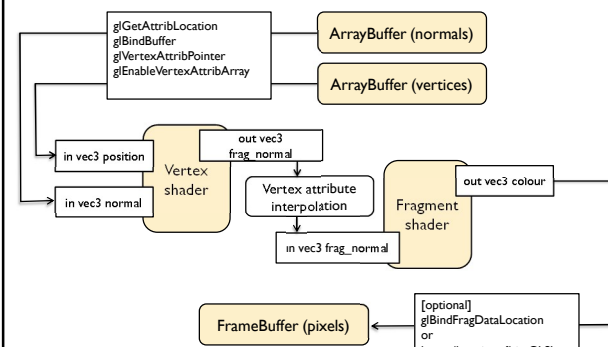 glGetAttribLocation
glBindBuffer
glVertexAttribPointer
glEnableVertexAttribArray
ArrayBuffer (normals)
ArrayBuffer (vertices)
in vec3 position
in vec3 normal
Vertex
shader
out vec3
frag_normal
Vertex attribute
interpolation
in vec3 frag_normal
Fragment
shader
out vec3 colour
FrameBuffer (pixels)
[optional]
glBindFragDataLocation
or